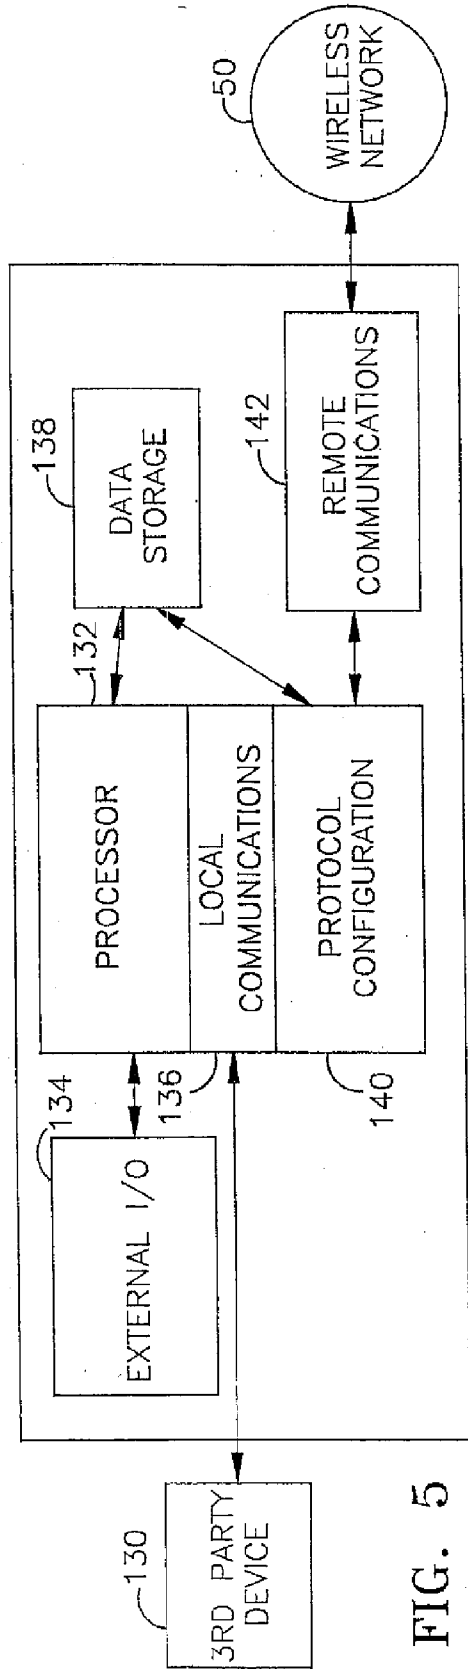 130
3RD PARTY
DEVICE
134
EXTERNAL I/O
136
132
PROCESSOR
LOCAL
COMMUNICATIONS
PROTOCOL
CONFIGURATION
140
138
DATA
STORAGE
142
REMOTE
COMMUNICATIONS
50
WIRELESS
NETWORK
FIG. 5